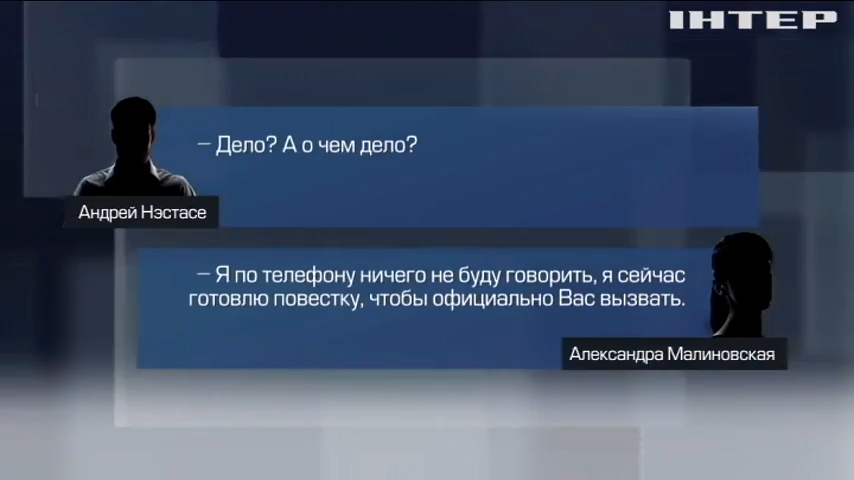 ІНТЕР
– Дело? А о чем дело?
Андрей Нэстасе
– Я по телефону ничего не буду говорить, я сейчас
готовлю повестку, чтобы официально Вас вызвать.
Александра Малиновская